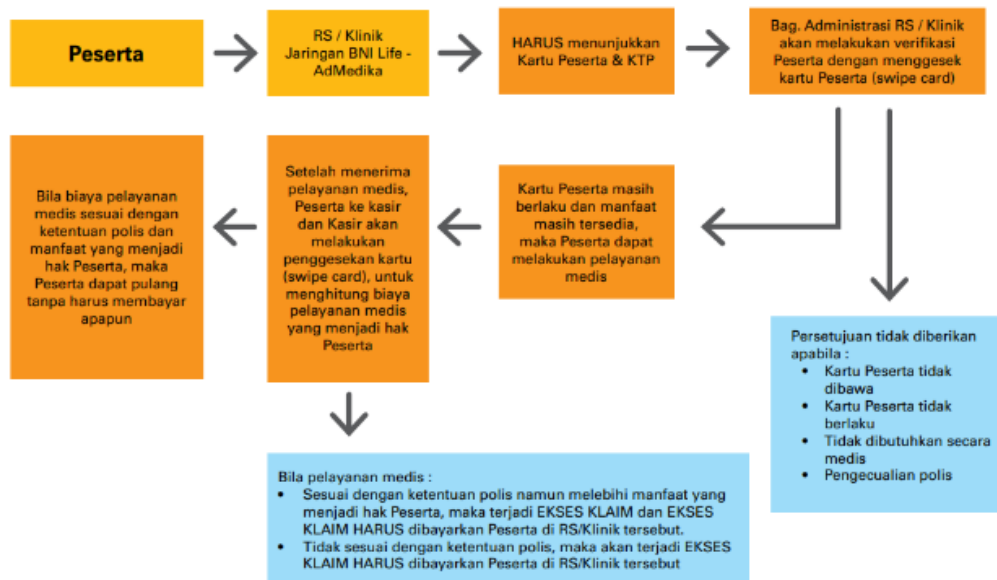 Peserta
RS / Klinik
Jaringan BNI Life -
AdMedika
HARUS menunjukkan
Kartu Peserta & KTP
Bag. Administrasi RS / Klinik
akan melakukan verifikasi
Peserta dengan menggesek
kartu Peserta (swipe card)
Kartu Peserta masih
berlaku dan manfaat
masih tersedia,
maka Peserta dapat
melakukan pelayanan
medis
Setelah menerima
pelayanan medis,
Peserta ke kasir
dan Kasir akan
melakukan
penggesekan kartu
(swipe card), untuk
menghitung biaya
pelayanan medis
yang menjadi hak
Peserta
Bila biaya pelayanan
medis sesuai dengan
ketentuan polis dan
manfaat yang menjadi
hak Peserta, maka
Peserta dapat pulang
tanpa harus membayar
apapun
Persetujuan tidak diberikan
apabila :
• Kartu Peserta tidak
dibawa
• Kartu Peserta tidak
berlaku
• Tidak dibutuhkan secara
medis
• Pengecualian polis
Bila pelayanan medis :
• Sesuai dengan ketentuan polis namun melebihi manfaat yang
menjadi hak Peserta, maka terjadi EKSES KLAIM dan EKSES
KLAIM HARUS dibayarkan Peserta di RS/Klinik tersebut.
• Tidak sesuai dengan ketentuan polis, maka akan terjadi EKSES
KLAIM HARUS dibayarkan Peserta di RS/Klinik tersebut